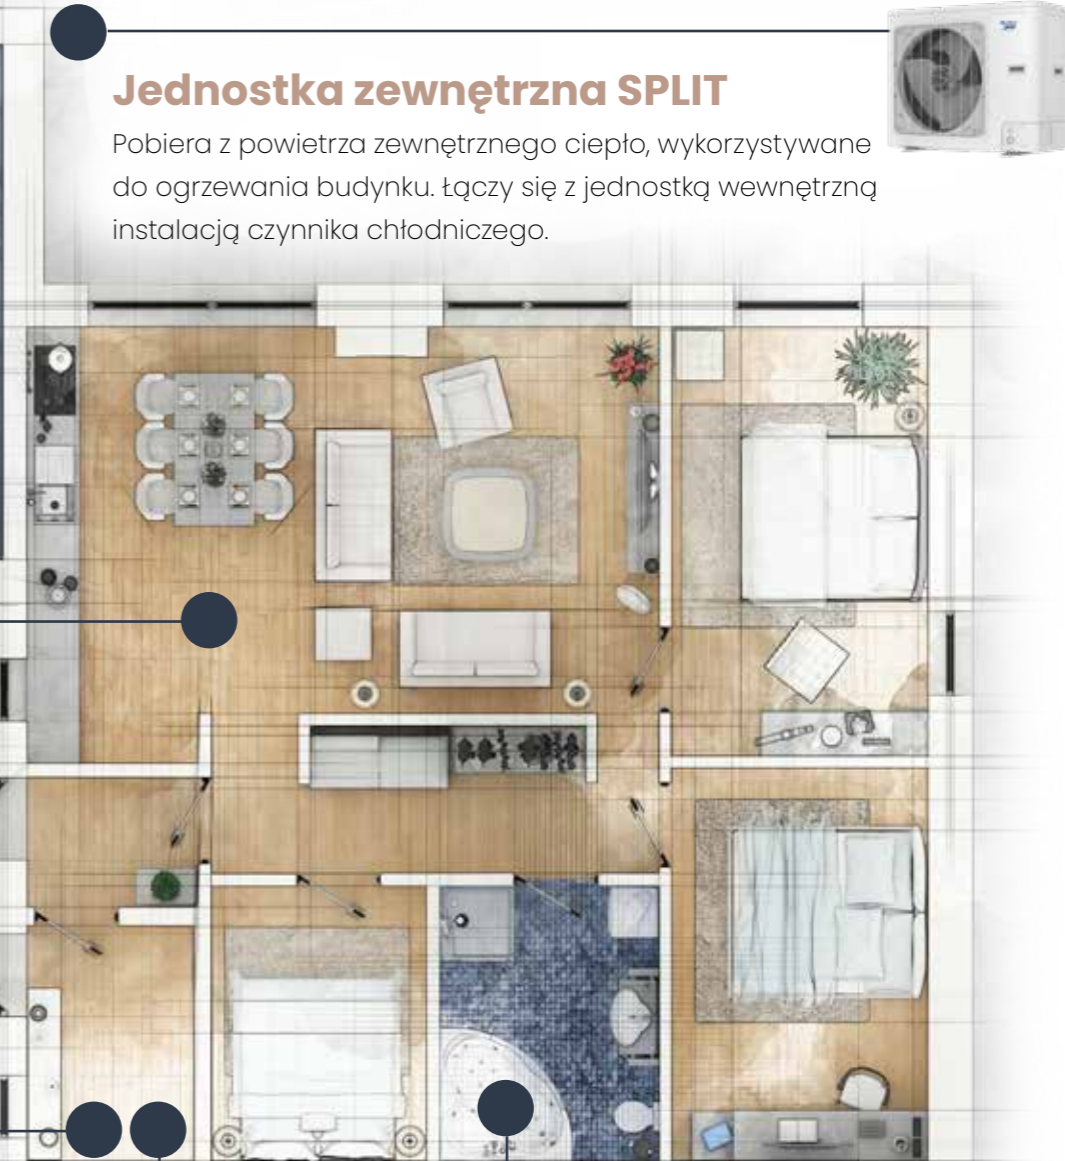 Jednostka zewnętrzna SPLIT
Pobiera z powietrza zewnętrznego ciepło, wykorzystywane
do ogrzewania budynku. Łączy się z jednostką wewnętrzną
instalacją czynnika chłodniczego.